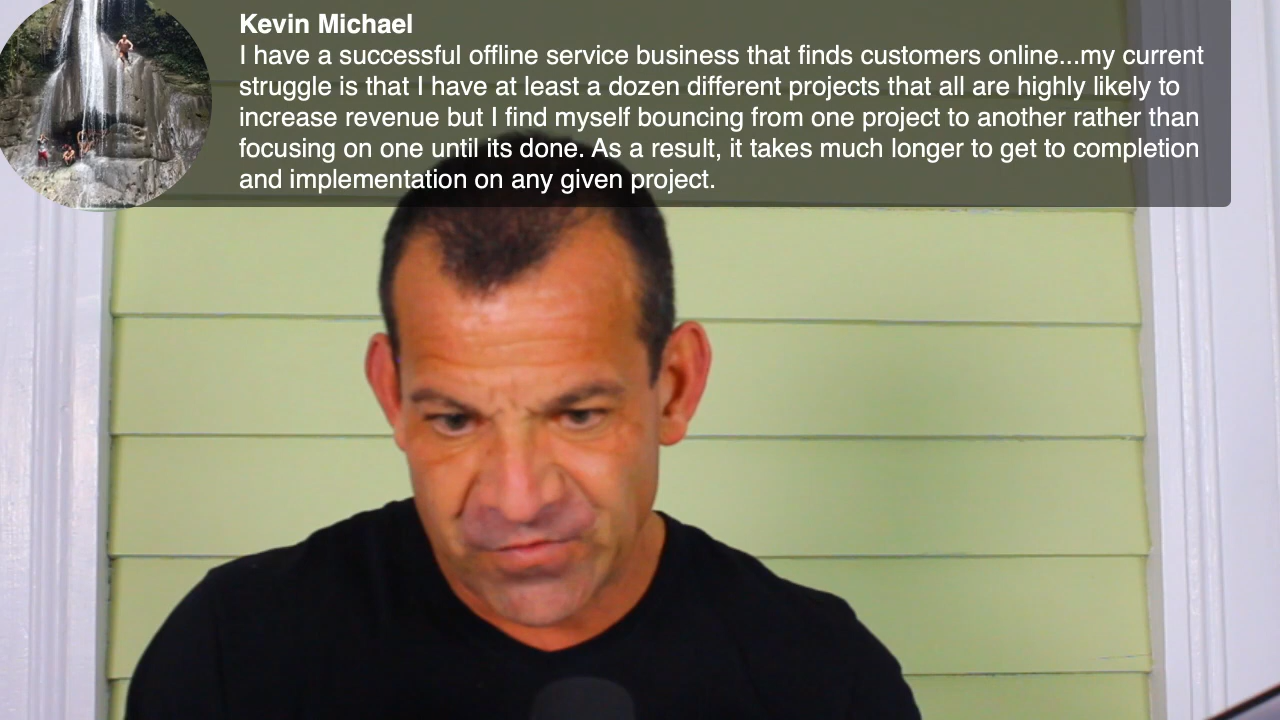 Kevin Michael
I have a successful offline service business that finds customers online...my current
struggle is that I have at least a dozen different projects that all are highly likely to
increase revenue but I find myself bouncing from one project to another rather than
focusing on one until its done. As a result, it takes much longer to get to completion
and implementation on any given project.